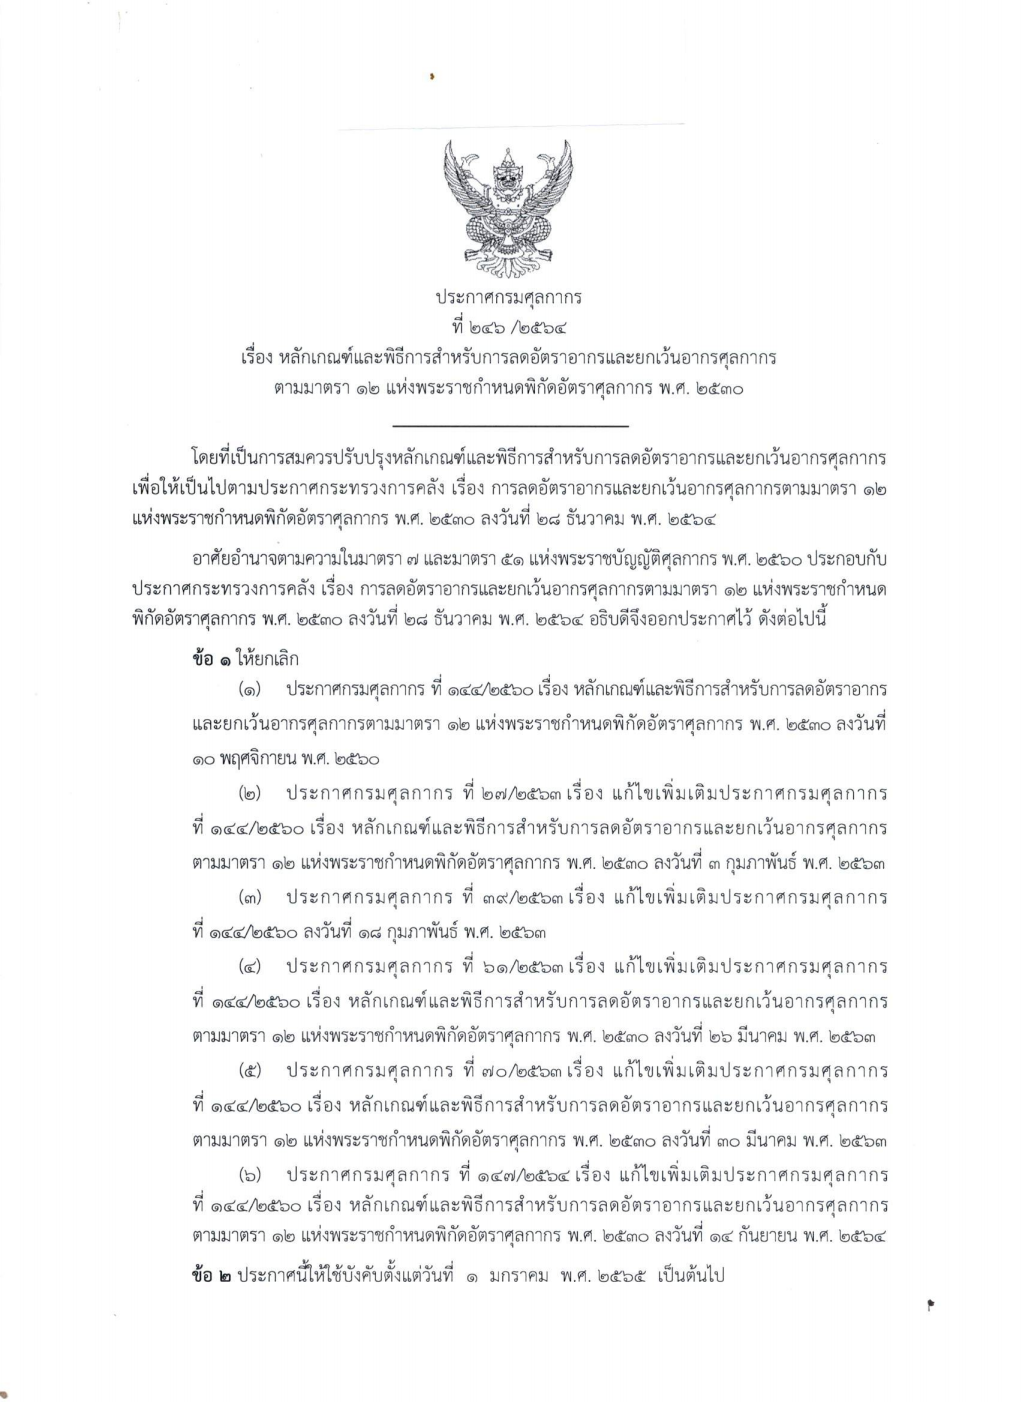 ประกาศกรมศุลกากร
ที่ ๒๔๖ /๒๕๖๔
เรื่อง หลักเกณฑ์และพิธีการสำหรับการลดอัตราอากรและยกเว้นอากรศุลกากร
ตามมาตรา ๑๒ แห่งพระราชกำหนดพิกัดอัตราศุลกากร พ.ศ. ๒๕๓๐
โดยที่เป็นการสมควรปรับปรุงหลักเกณฑ์และพิธีการสำหรับการลดอัตราอากรและยกเว้นอากรศุลกากร
เพื่อให้เป็นไปตามประกาศกระทรวงการคลัง เรื่อง การลดอัตราอากรและยกเว้นอากรศุลกากรตามมาตรา ๑๒
แห่งพระราชกำหนดพิกัดอัตราศุลกากร พ.ศ. ๒๕๓๐ ลงวันที่ ๒๘ ธันวาคม พ.ศ. ๒๕๖๔
อาศัยอำนาจตามความในมาตรา ๗ และมาตรา ๕๑ แห่งพระราชบัญญัติศุลกากร พ.ศ. ๒๕๖๐ ประกอบกับ
ประกาศกระทรวงการคลัง เรื่อง การลดอัตราอากรและยกเว้นอากรศุลกากรตามมาตรา ๑๒ แห่งพระราชกำหนด
พิกัดอัตราศุลกากร พ.ศ. ๒๕๓๐ ลงวันที่ ๒๘ ธันวาคม พ.ศ. ๒๕๖๔ อธิบดีจึงออกประกาศไว้ ดังต่อไปนี้
ข้อ ๑ ให้ยกเลิก
(๑) ประกาศกรมศุลกากร ที่ ๑๔๔/๒๕๖๐ เรื่อง หลักเกณฑ์และพิธีการสำหรับการลดอัตราอากร
และยกเว้นอากรศุลกากรตามมาตรา ๑๒ แห่งพระราชกำหนดพิกัดอัตราศุลกากร พ.ศ. ๒๕๓๐ ลงวันที่
๑๐ พฤศจิกายน พ.ศ. ๒๕๖๐
(๒) ประกาศกรมศุลกากร ที่ ๒๗/๒๕๖๓ เรื่อง แก้ไขเพิ่มเติมประกาศกรมศุลกากร
ที่ ๑๔๔/๒๕๖๐ เรื่อง หลักเกณฑ์และพิธีการสำหรับการลดอัตราอากรและยกเว้นอากรศุลกากร
ตามมาตรา ๑๒ แห่งพระราชกำหนดพิกัดอัตราศุลกากร พ.ศ. ๒๕๓๐ ลงวันที่ ๓ กุมภาพันธ์ พ.ศ. ๒๕๖๓
(๓) ประกาศกรมศุลกากร ที่ ๓๙/๒๕๖๓ เรื่อง แก้ไขเพิ่มเติมประกาศกรมศุลกากร
ที่ ๑๔๔/๒๕๖๐ ลงวันที่ ๑๘ กุมภาพันธ์ พ.ศ. ๒๕๖๓
(๔) ประกาศกรมศุลกากร ที่ ๖๑/๒๕๖๓ เรื่อง แก้ไขเพิ่มเติมประกาศกรมศุลกากร
ที่ ๑๔๔/๒๕๖๐ เรื่อง หลักเกณฑ์และพิธีการสำหรับการลดอัตราอากรและยกเว้นอากรศุลกากร
ตามมาตรา ๑๒ แห่งพระราชกำหนดพิกัดอัตราศุลกากร พ.ศ. ๒๕๓๐ ลงวันที่ ๒๖ มีนาคม พ.ศ. ๒๕๖๓
(๕) ประกาศกรมศุลกากร ที่ ๗๐/๒๕๖๓ เรื่อง แก้ไขเพิ่มเติมประกาศกรมศุลกากร
ที่ ๑๔๔/๒๕๖๐ เรื่อง หลักเกณฑ์และพิธีการสำหรับการลดอัตราอากรและยกเว้นอากรศุลกากร
ตามมาตรา ๑๒ แห่งพระราชกำหนดพิกัดอัตราศุลกากร พ.ศ. ๒๕๓๐ ลงวันที่ ๓๐ มีนาคม พ.ศ. ๒๕๖๓
(๖) ประกาศกรมศุลกากร ที่ ๑๔๗/๒๕๖๔ เรื่อง แก้ไขเพิ่มเติมประกาศกรมศุลกากร
ที่ ๑๔๔/๒๕๖๐ เรื่อง หลักเกณฑ์และพิธีการสำหรับการลดอัตราอากรและยกเว้นอากรศุลกากร
ตามมาตรา ๑๒ แห่งพระราชกำหนดพิกัดอัตราศุลกากร พ.ศ. ๒๕๓๐ ลงวันที่ ๑๔ กันยายน พ.ศ. ๒๕๖๔
ข้อ ๒ ประกาศนี้ให้ใช้บังคับตั้งแต่วันที่ ๑ มกราคม พ.ศ. ๒๕๖๕ เป็นต้นไป